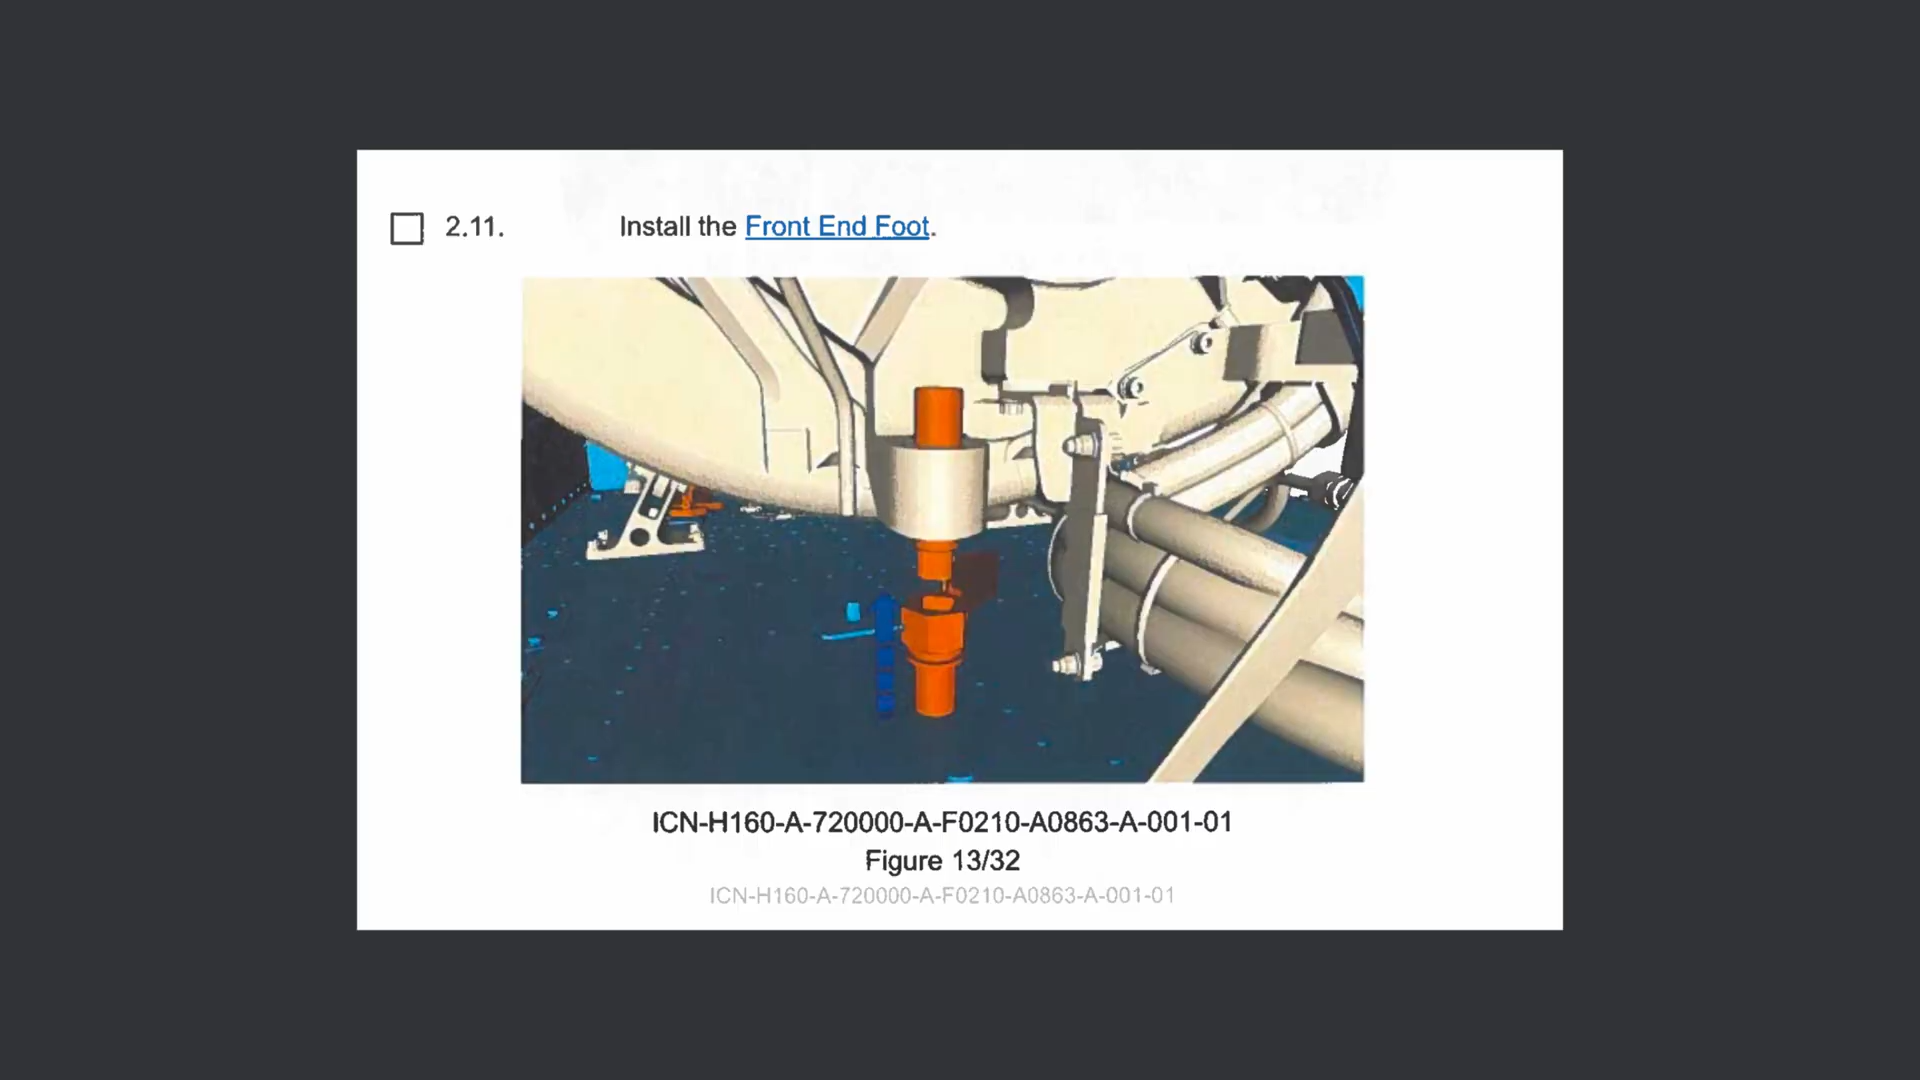 2.11. Install the Front End Foot.
ICN-H160-A-720000-A-F0210-A0863-A-001-01
Figure 13/32
ICN-H160-A-720000-A-F0210-A0863-A-001-01